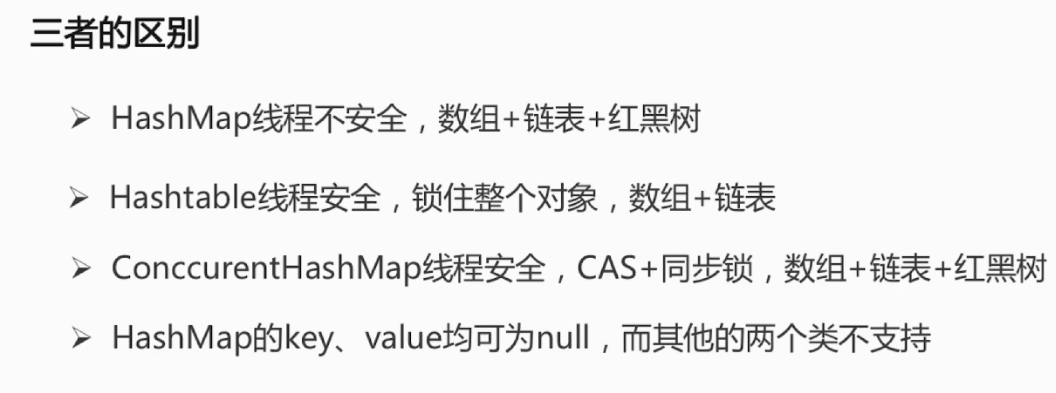 三者的区别
➢ HashMap线程不安全，数组+链表+红黑树
➢ Hashtable线程安全，锁住整个对象，数组+链表
➢ ConccurentHashMap线程安全，CAS+同步锁，数组+链表+红黑树
➢ HashMap的key、value均可为null，而其他的两个类不支持